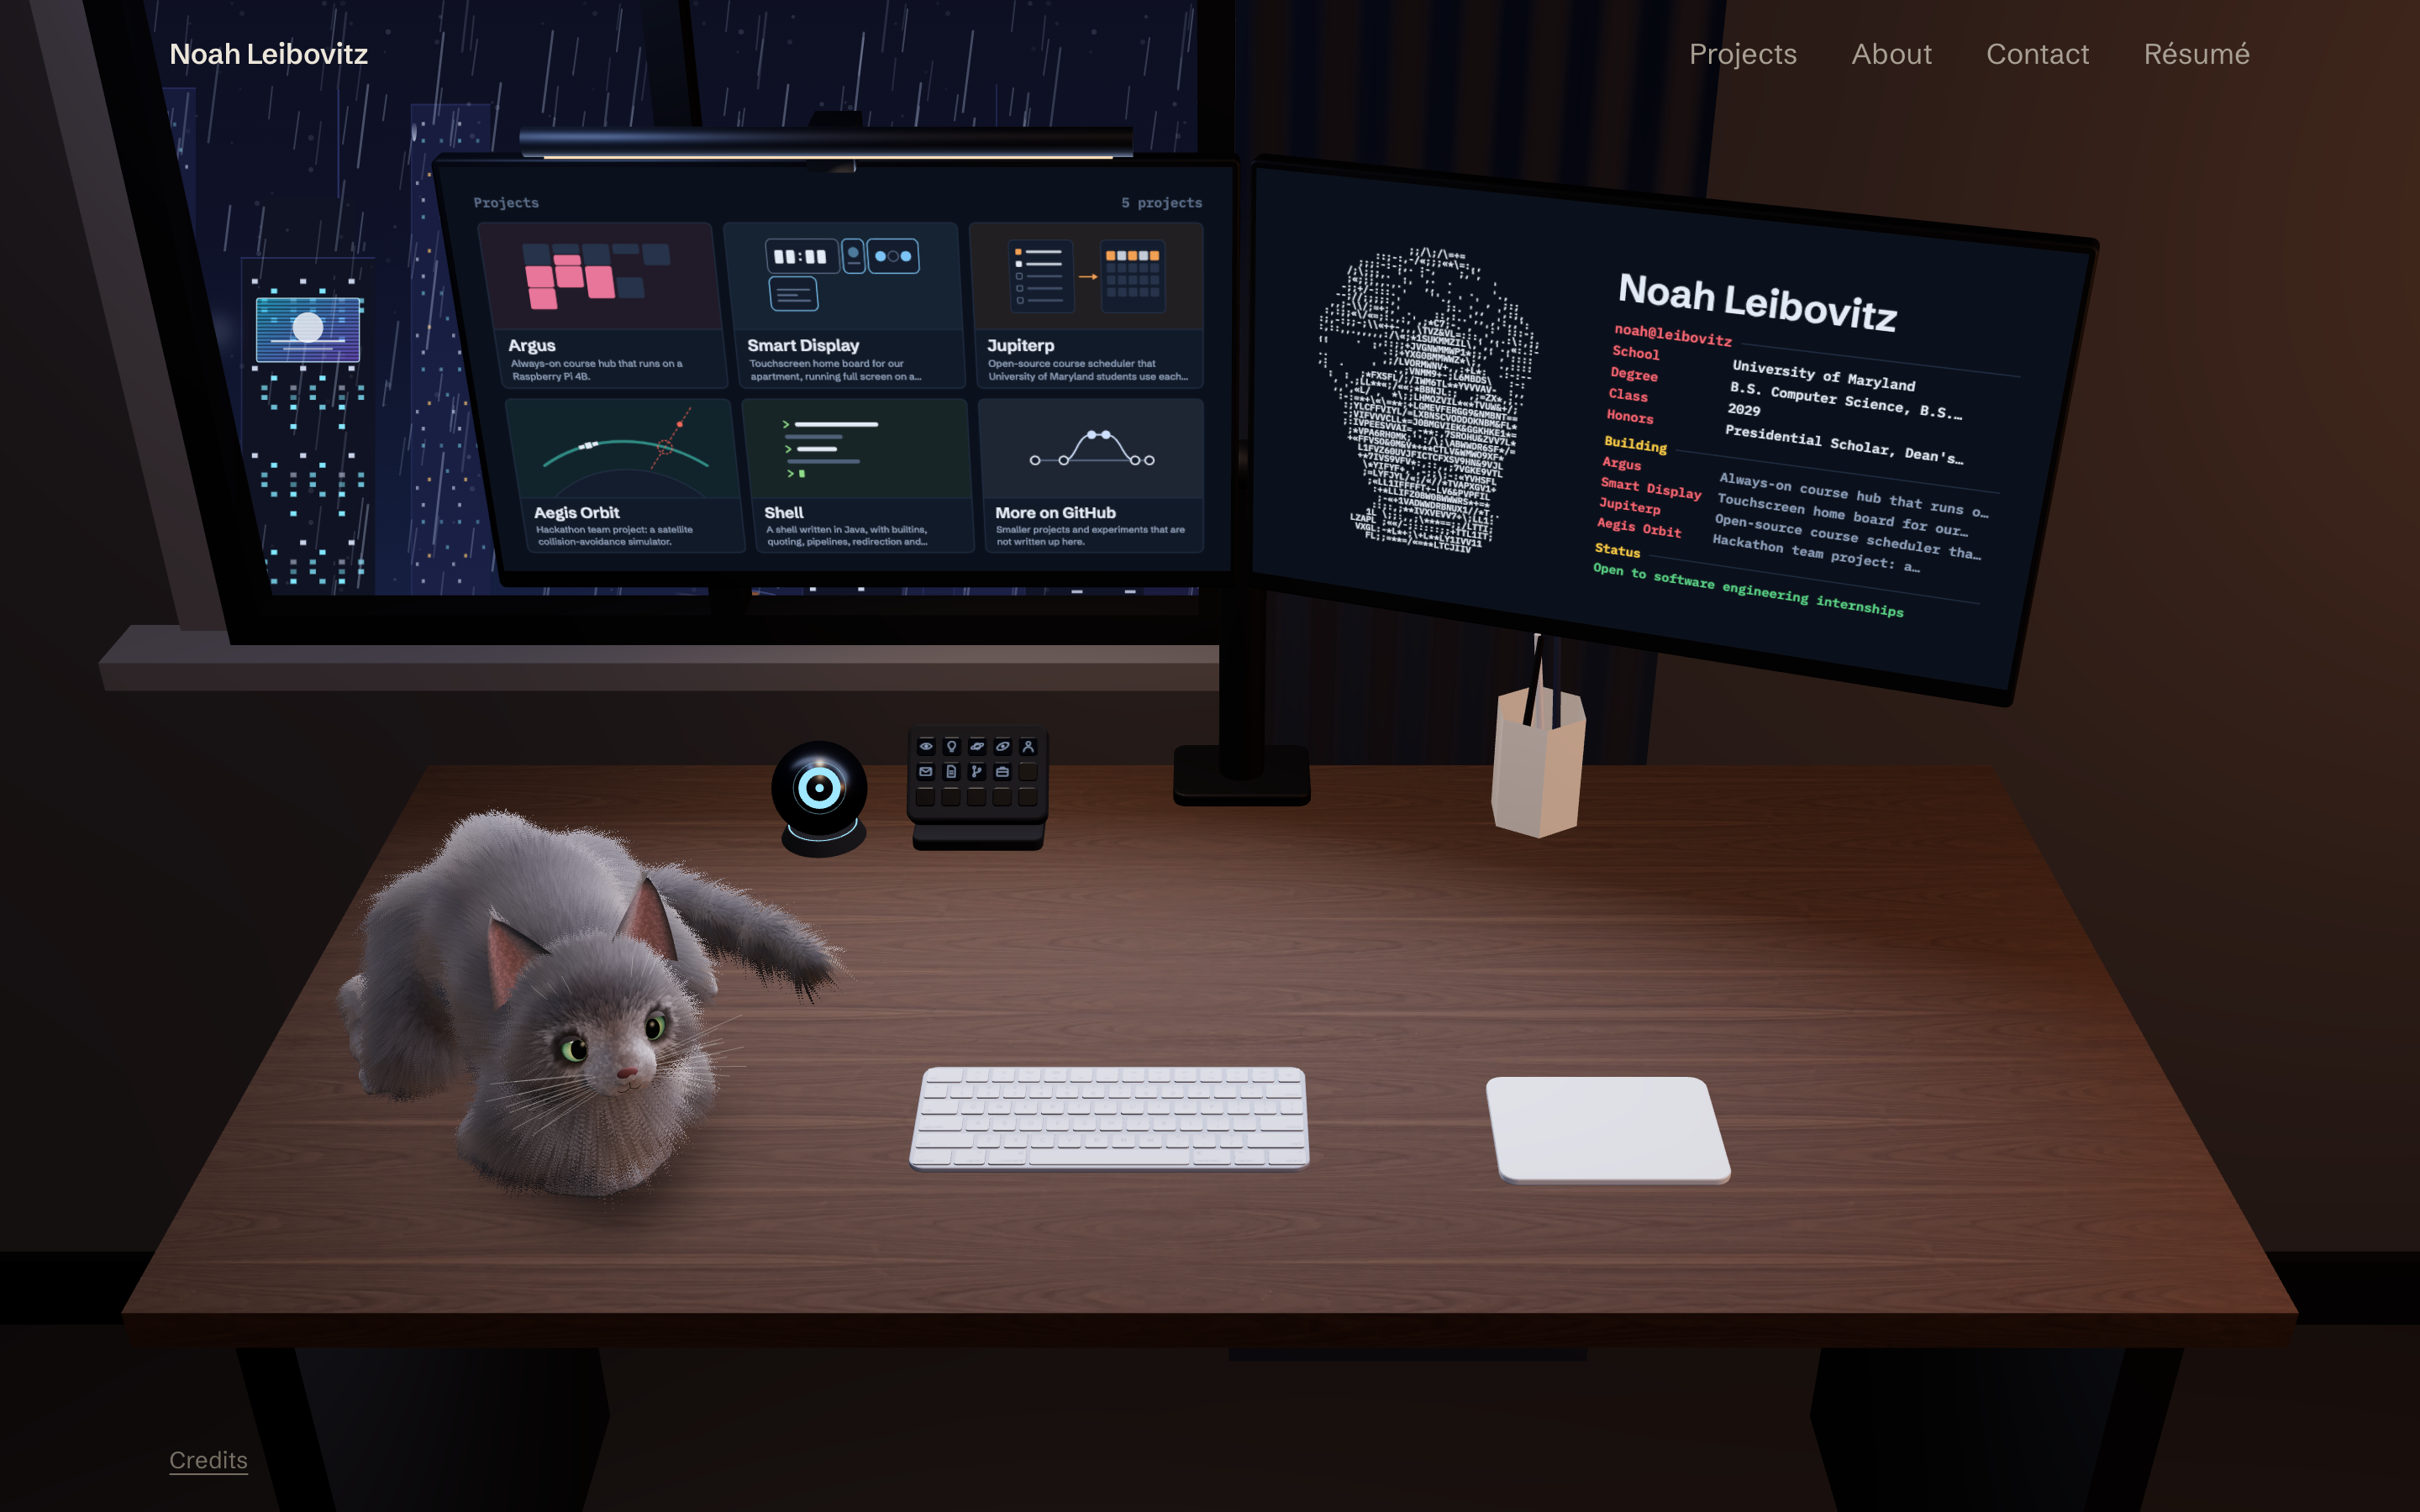 Noah Leibovitz
Projects About Contact Résumé
Projects
5 projects
Argus
Always-on course hub that runs on a
Raspberry Pi 4B.
Smart Display
Touchscreen home board for our
apartment, running full screen on a...
Jupiterp
Open-source course scheduler that
University of Maryland students use each...
Aegis Orbit
Hackathon team project: a satellite
collision-avoidance simulator.
Shell
A shell written in Java, with builtins,
quoting, pipelines, redirection and...
More on GitHub
Smaller projects and experiments that are
not written up here.
Noah Leibovitz
noah@leibovitz
School University of Maryland
Degree B.S. Computer Science, B.S.…
Class 2029
Honors Presidential Scholar, Dean's…
Building
Argus Always-on course hub that runs o…
Smart Display Touchscreen home board for our…
Jupiterp Open-source course scheduler tha…
Aegis Orbit Hackathon team project: a…
Status
Open to software engineering internships
Credits